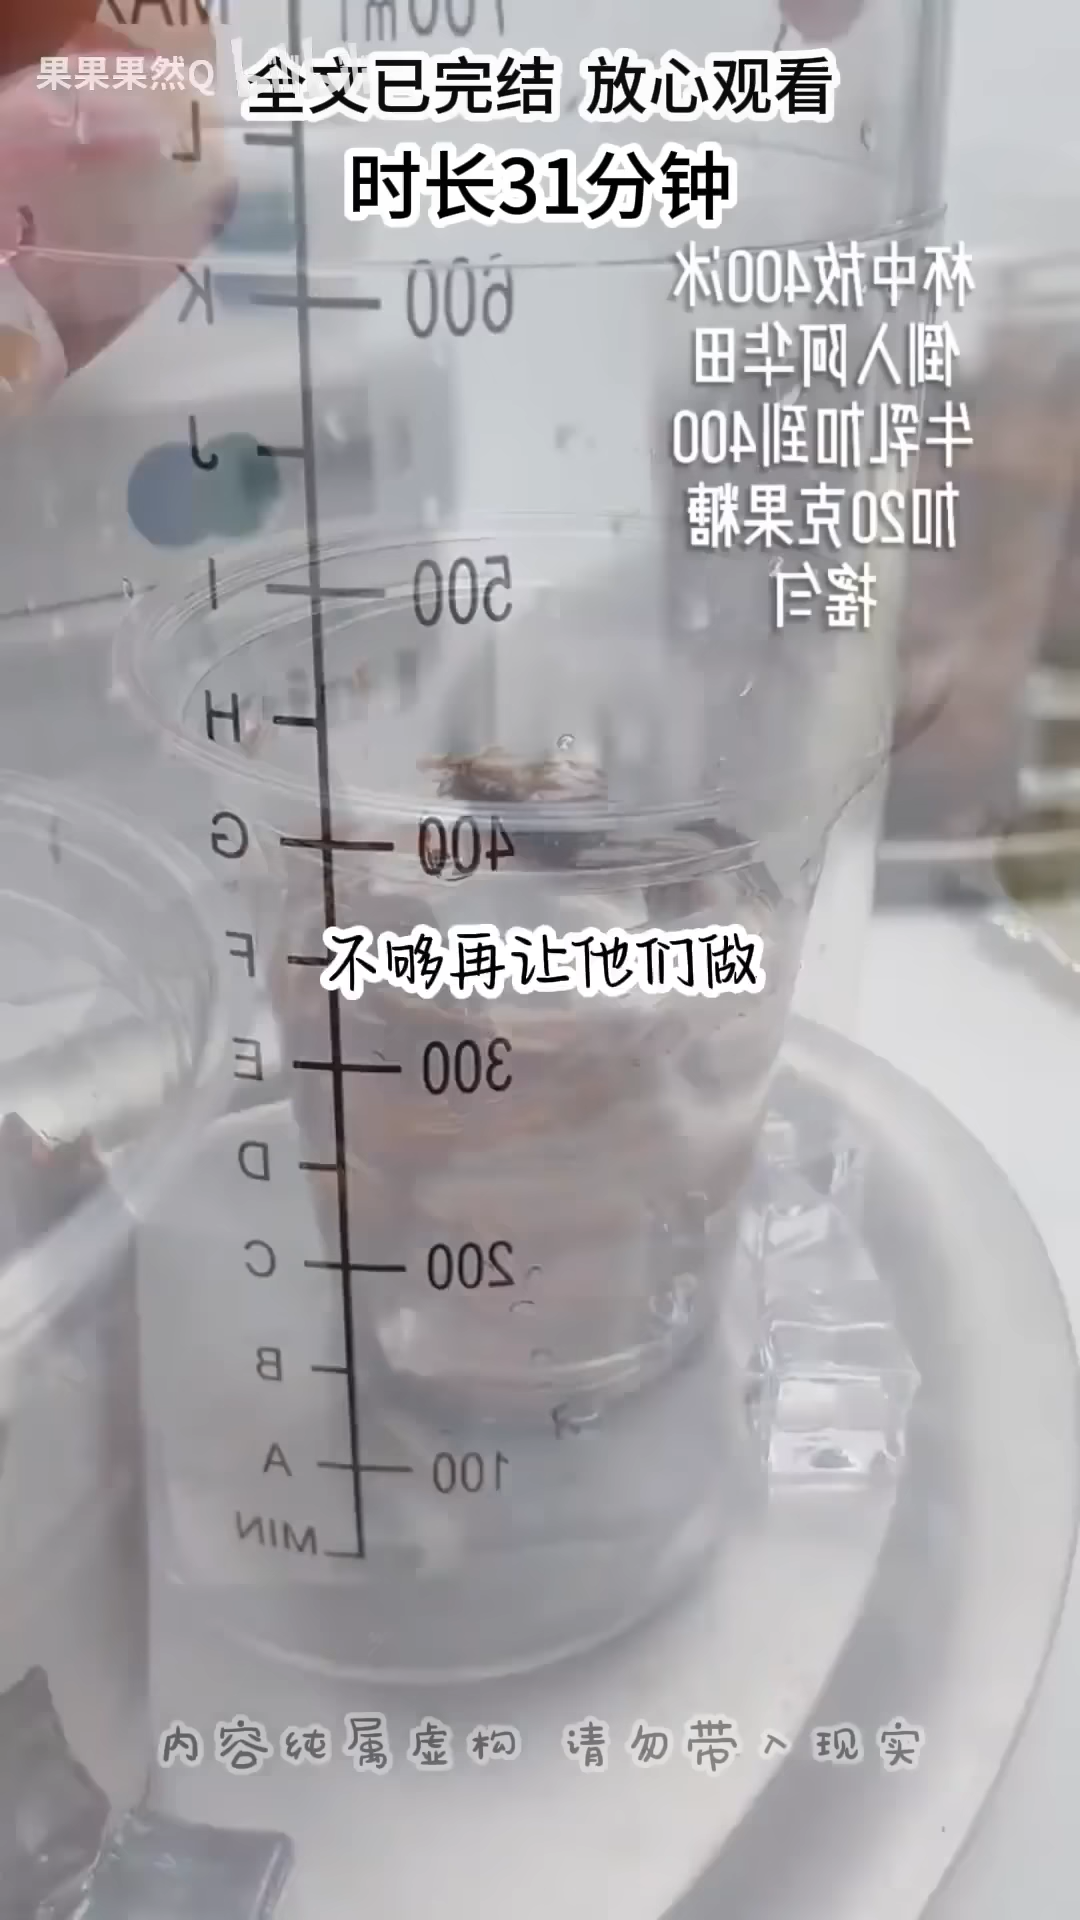 MAX
700ml
果果果然Q
全文已完结 放心观看
时长31分钟
L
杯中放400冰
K 600
倒入阿华田
牛乳加到400
J
加20克果糖
I 500
摇匀
H
G 400
F
不够再让他们做
E 300
D
C 200
B
A 100
MIN
内容纯属虚构 请勿带入现实